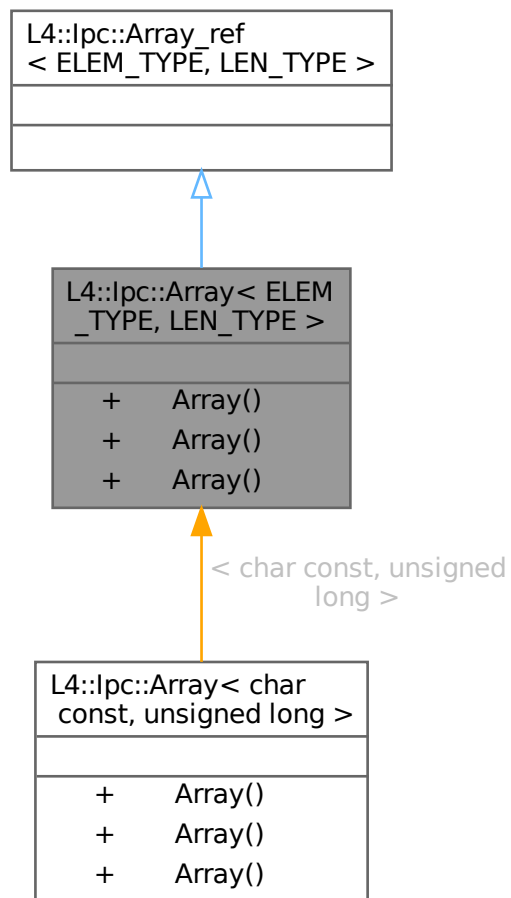 L4::Ipc::Array_ref
< ELEM_TYPE, LEN_TYPE >
L4::Ipc::Array< ELEM
_TYPE, LEN_TYPE >
+ Array()
+ Array()
+ Array()
< char const, unsigned
long >
L4::Ipc::Array< char
const, unsigned long >
+ Array()
+ Array()
+ Array()